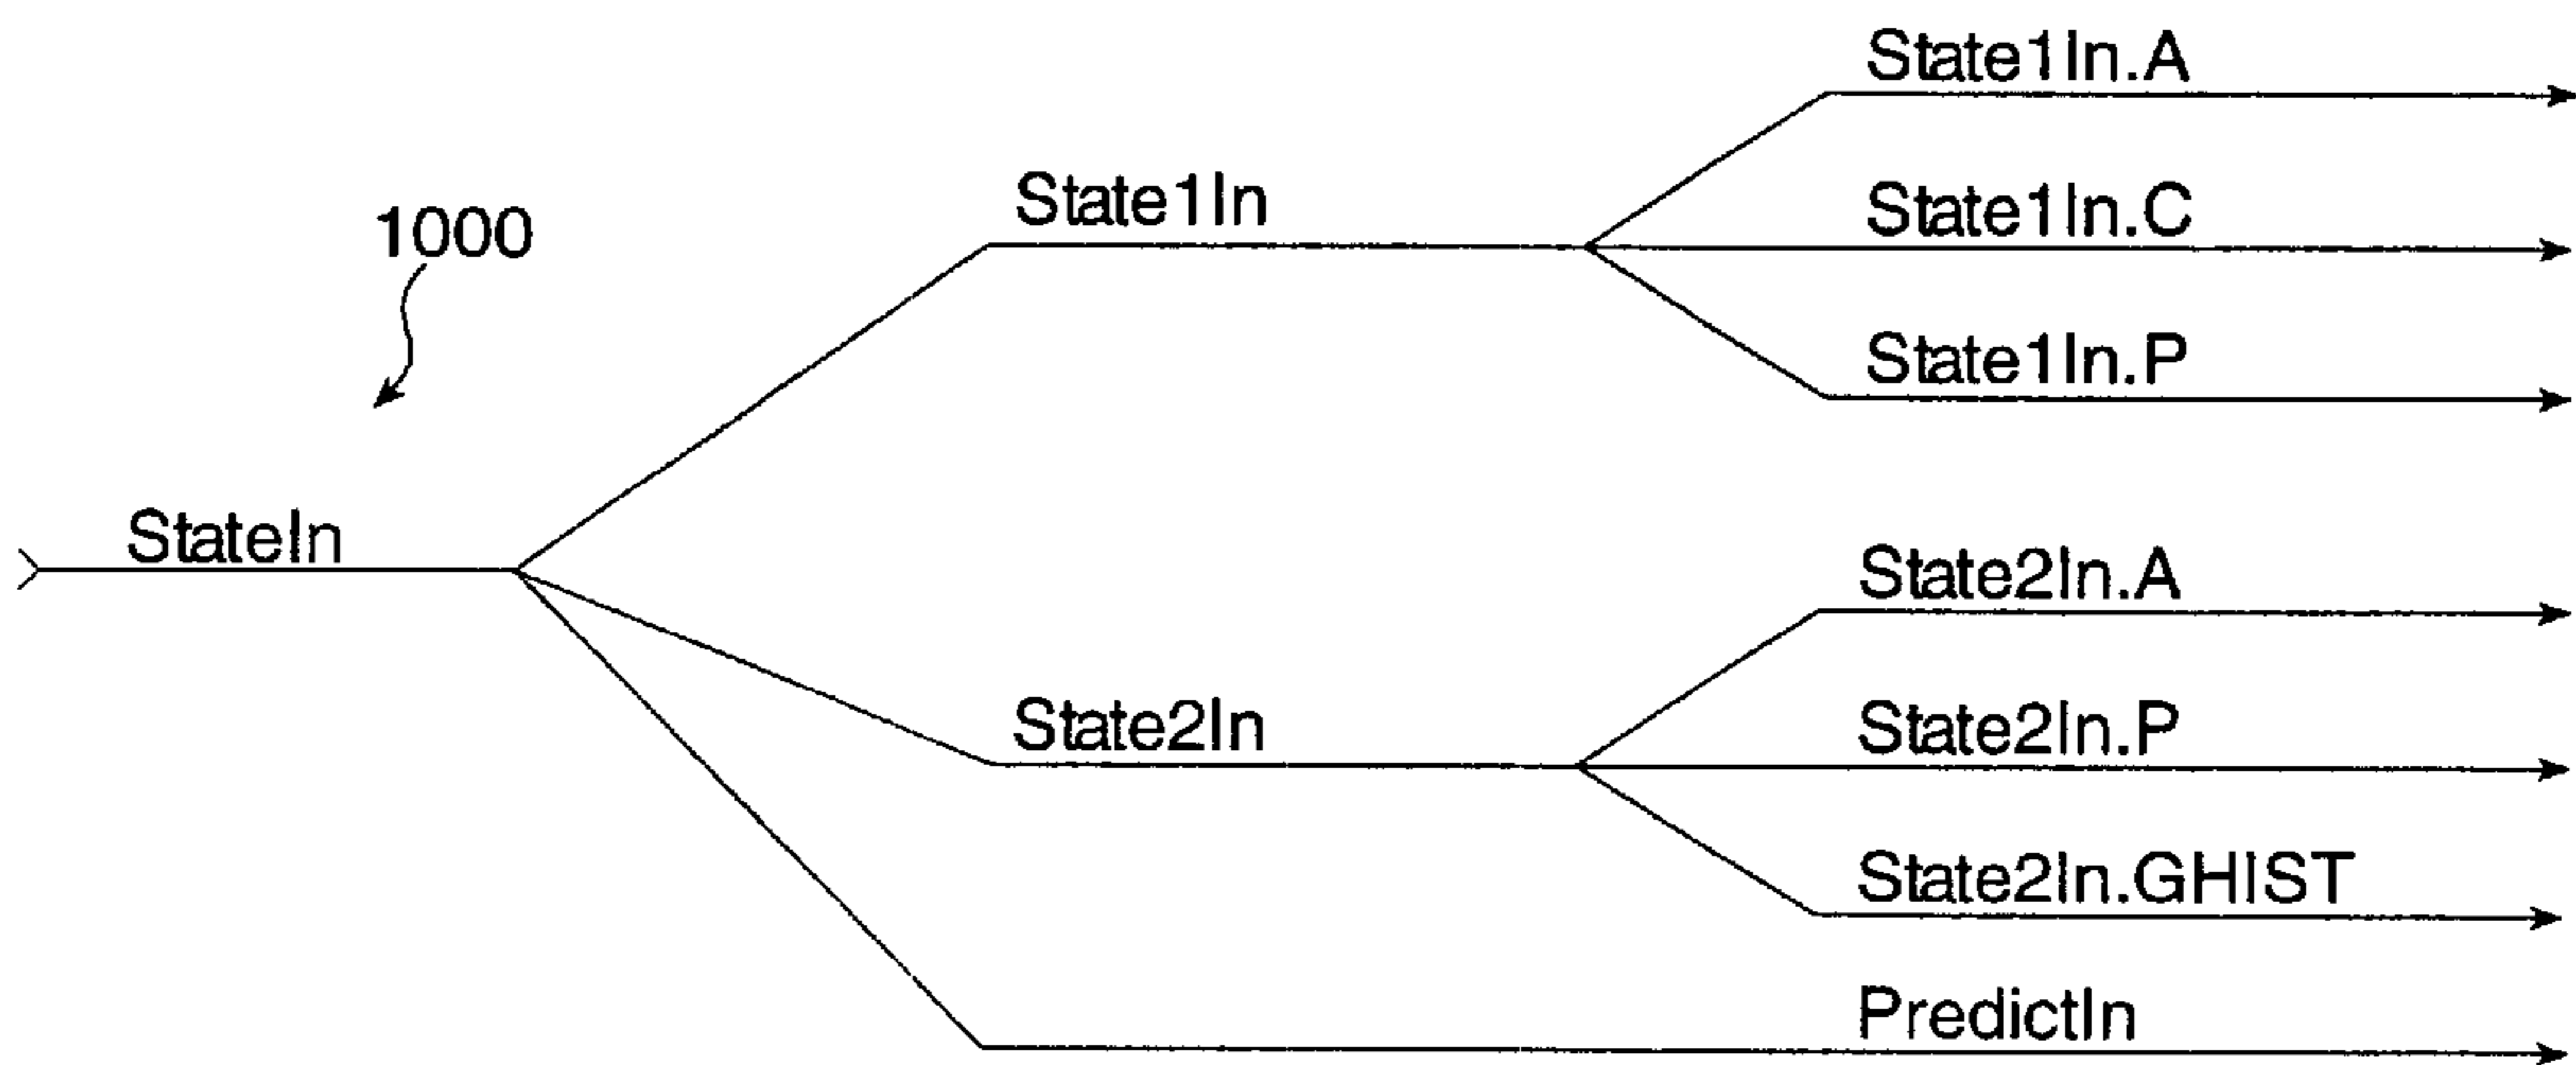 State1In.A
State1In
State1In.C
1000
State1In.P
StateIn
State2In.A
State2In
State2In.P
State2In.GHIST
PredictIn